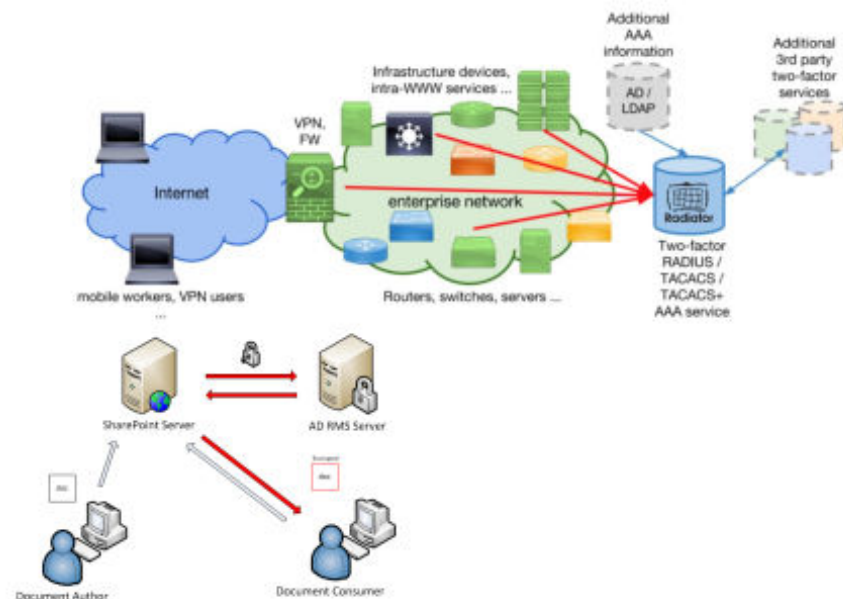 Additional
AAA
information
AD /
LDAP
Additional
3rd party
two-factor
services
Infrastructure devices,
intra-WWW services ...
VPN,
FW
Internet
enterprise network
Radiator
Two-factor
RADIUS /
TACACS /
TACACS+
AAA service
mobile workers, VPN users
...
Routers, switches, servers ...
SharePoint Server
AD RMS Server
doc
doc
Document Author
Document Consumer